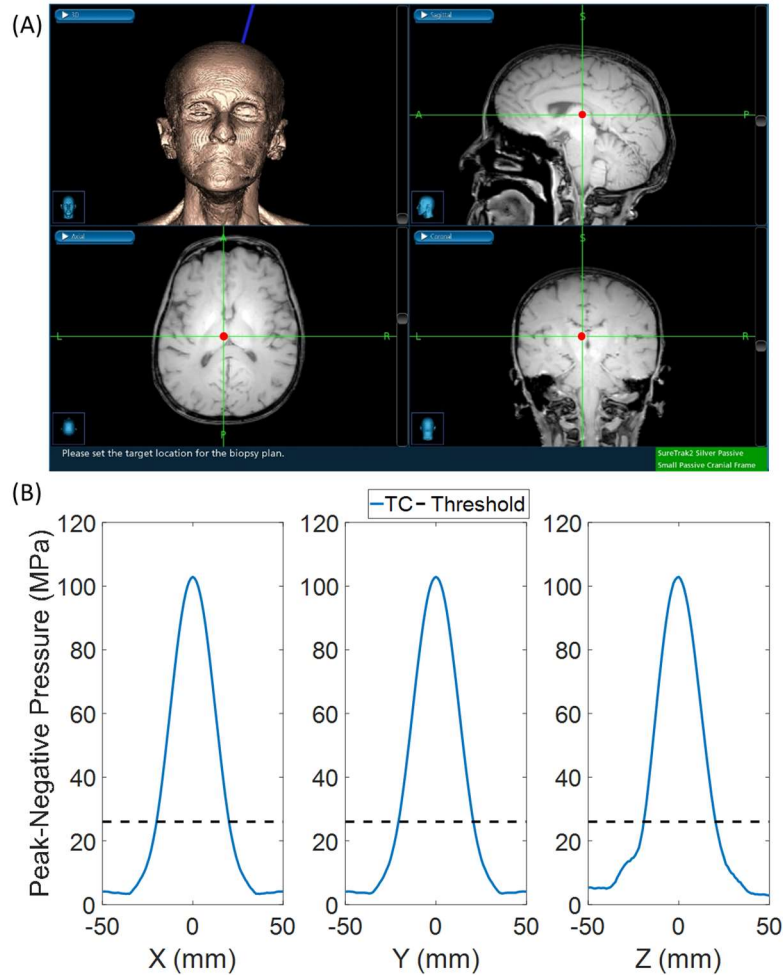 (A)
3D
Sagittal
S
A
P
Axial
A
L
R
P
Coronal
S
L
R
Please set the target location for the biopsy plan.
SureTrak2 Silver Passive
Small Passive Cranial Frame
(B)
TC Threshold
Peak-Negative Pressure (MPa)
120
100
80
60
40
20
0
-50
0
50
X (mm)
120
100
80
60
40
20
0
-50
0
50
Y (mm)
120
100
80
60
40
20
0
-50
0
50
Z (mm)